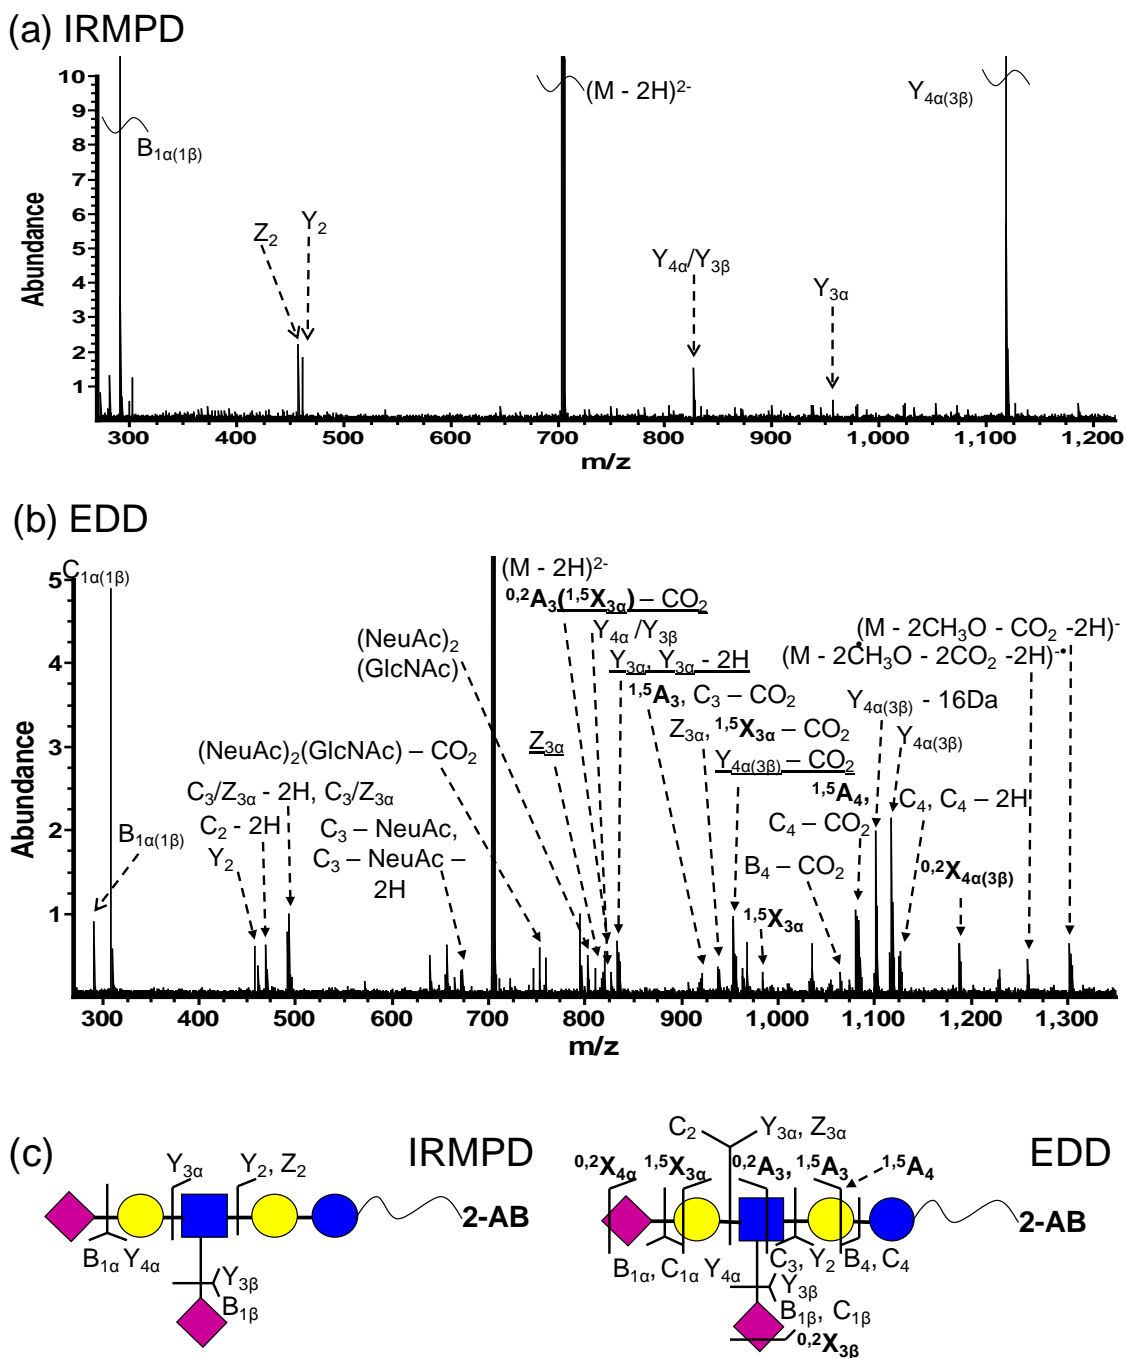 (a) IRMPD
10
9
8
7
6
5
4
3
2
1
Abundance
B1α(1β)
(M - 2H)2-
Y4α(3β)
Z2
Y2
Y4α/Y3β
Y3α
300 400 500 600 700 800 900 1,000 1,100 1,200
m/z
(b) EDD
5
4
3
2
1
Abundance
C1α(1β)
(M - 2H)2-
0,2A3(1,5X3α) – CO2
Y4α /Y3β
Y3α, Y3α - 2H
1,5A3, C3 – CO2
Z3α, 1,5X3α – CO2
Y4α(3β) – CO2
1,5A4,
C4 – CO2
B4 – CO2
1,5X3α
(M - 2CH3O - CO2 -2H)-•
(M - 2CH3O - 2CO2 -2H)-•
Y4α(3β) - 16Da
Y4α(3β)
C4, C4 – 2H
0,2X4α(3β)
(NeuAc)2
(GlcNAc)
Z3α
(NeuAc)2(GlcNAc) – CO2
C3/Z3α - 2H, C3/Z3α
C2 - 2H
Y2
C3 – NeuAc,
C3 – NeuAc –
2H
B1α(1β)
300 400 500 600 700 800 900 1,000 1,100 1,200 1,300
m/z
(c)
IRMPD
Y3α
Y2, Z2
2-AB
B1α Y4α
Y3β
B1β
EDD
C2
Y3α, Z3α
0,2X4α 1,5X3α
0,2A3, 1,5A3
1,5A4
2-AB
B1α, C1α Y4α
C3, Y2 B4, C4
Y3β
B1β, C1β
0,2X3β